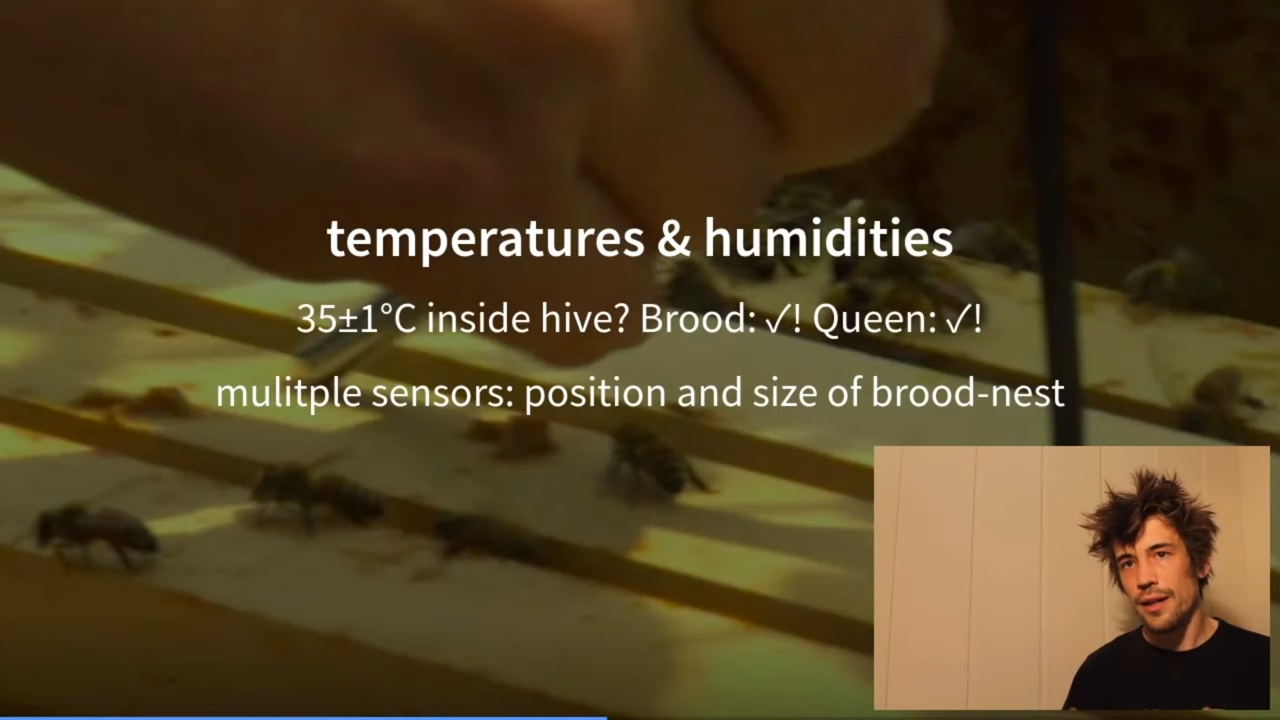 temperatures & humidities
35±1°C inside hive? Brood: ✓! Queen: ✓!
mulitple sensors: position and size of brood-nest